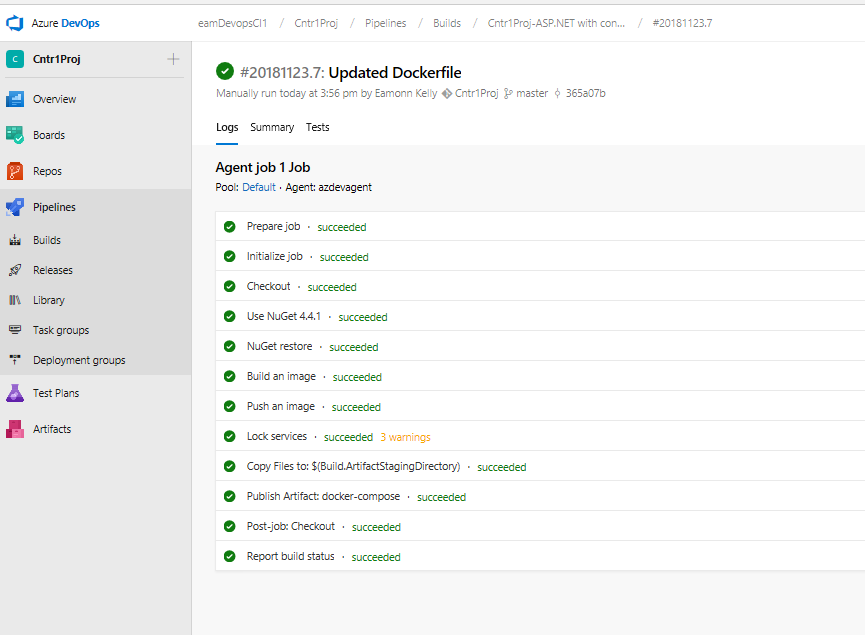 Azure DevOps
eamDevopsCI1 / Cntr1Proj / Pipelines / Builds / Cntr1Proj-ASP.NET with con... / #20181123.7
C Cntr1Proj +
Overview
Boards
Repos
Pipelines
Builds
Releases
Library
Task groups
Deployment groups
Test Plans
Artifacts
#20181123.7: Updated Dockerfile
Manually run today at 3:56 pm by Eamonn Kelly Cntr1Proj master 365a07b
Logs Summary Tests
Agent job 1 Job
Pool: Default · Agent: azdevagent
Prepare job · succeeded
Initialize job · succeeded
Checkout · succeeded
Use NuGet 4.4.1 · succeeded
NuGet restore · succeeded
Build an image · succeeded
Push an image · succeeded
Lock services · succeeded 3 warnings
Copy Files to: $(Build.ArtifactStagingDirectory) · succeeded
Publish Artifact: docker-compose · succeeded
Post-job: Checkout · succeeded
Report build status · succeeded